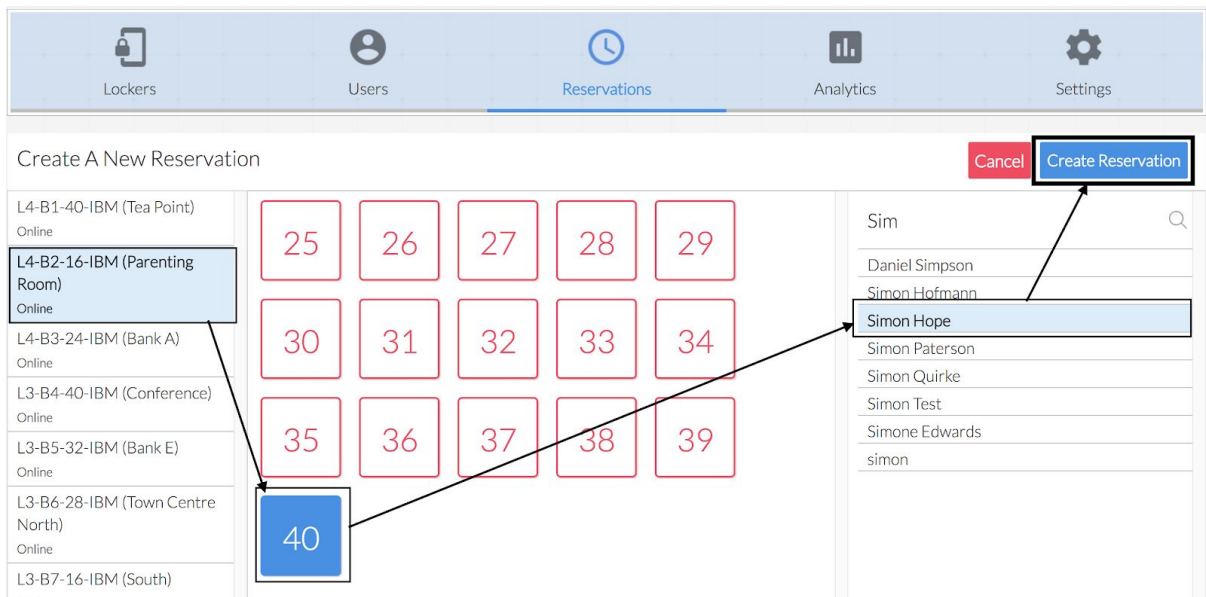 Lockers
Users
Reservations
Analytics
Settings
Create A New Reservation
Cancel
Create Reservation
L4-B1-40-IBM (Tea Point)
Online
L4-B2-16-IBM (Parenting
Room)
Online
L4-B3-24-IBM (Bank A)
Online
L3-B4-40-IBM (Conference)
Online
L3-B5-32-IBM (Bank E)
Online
L3-B6-28-IBM (Town Centre
North)
Online
L3-B7-16-IBM (South)
25 26 27 28 29
30 31 32 33 34
35 36 37 38 39
40
Sim
Daniel Simpson
Simon Hofmann
Simon Hope
Simon Paterson
Simon Quirke
Simon Test
Simone Edwards
simon